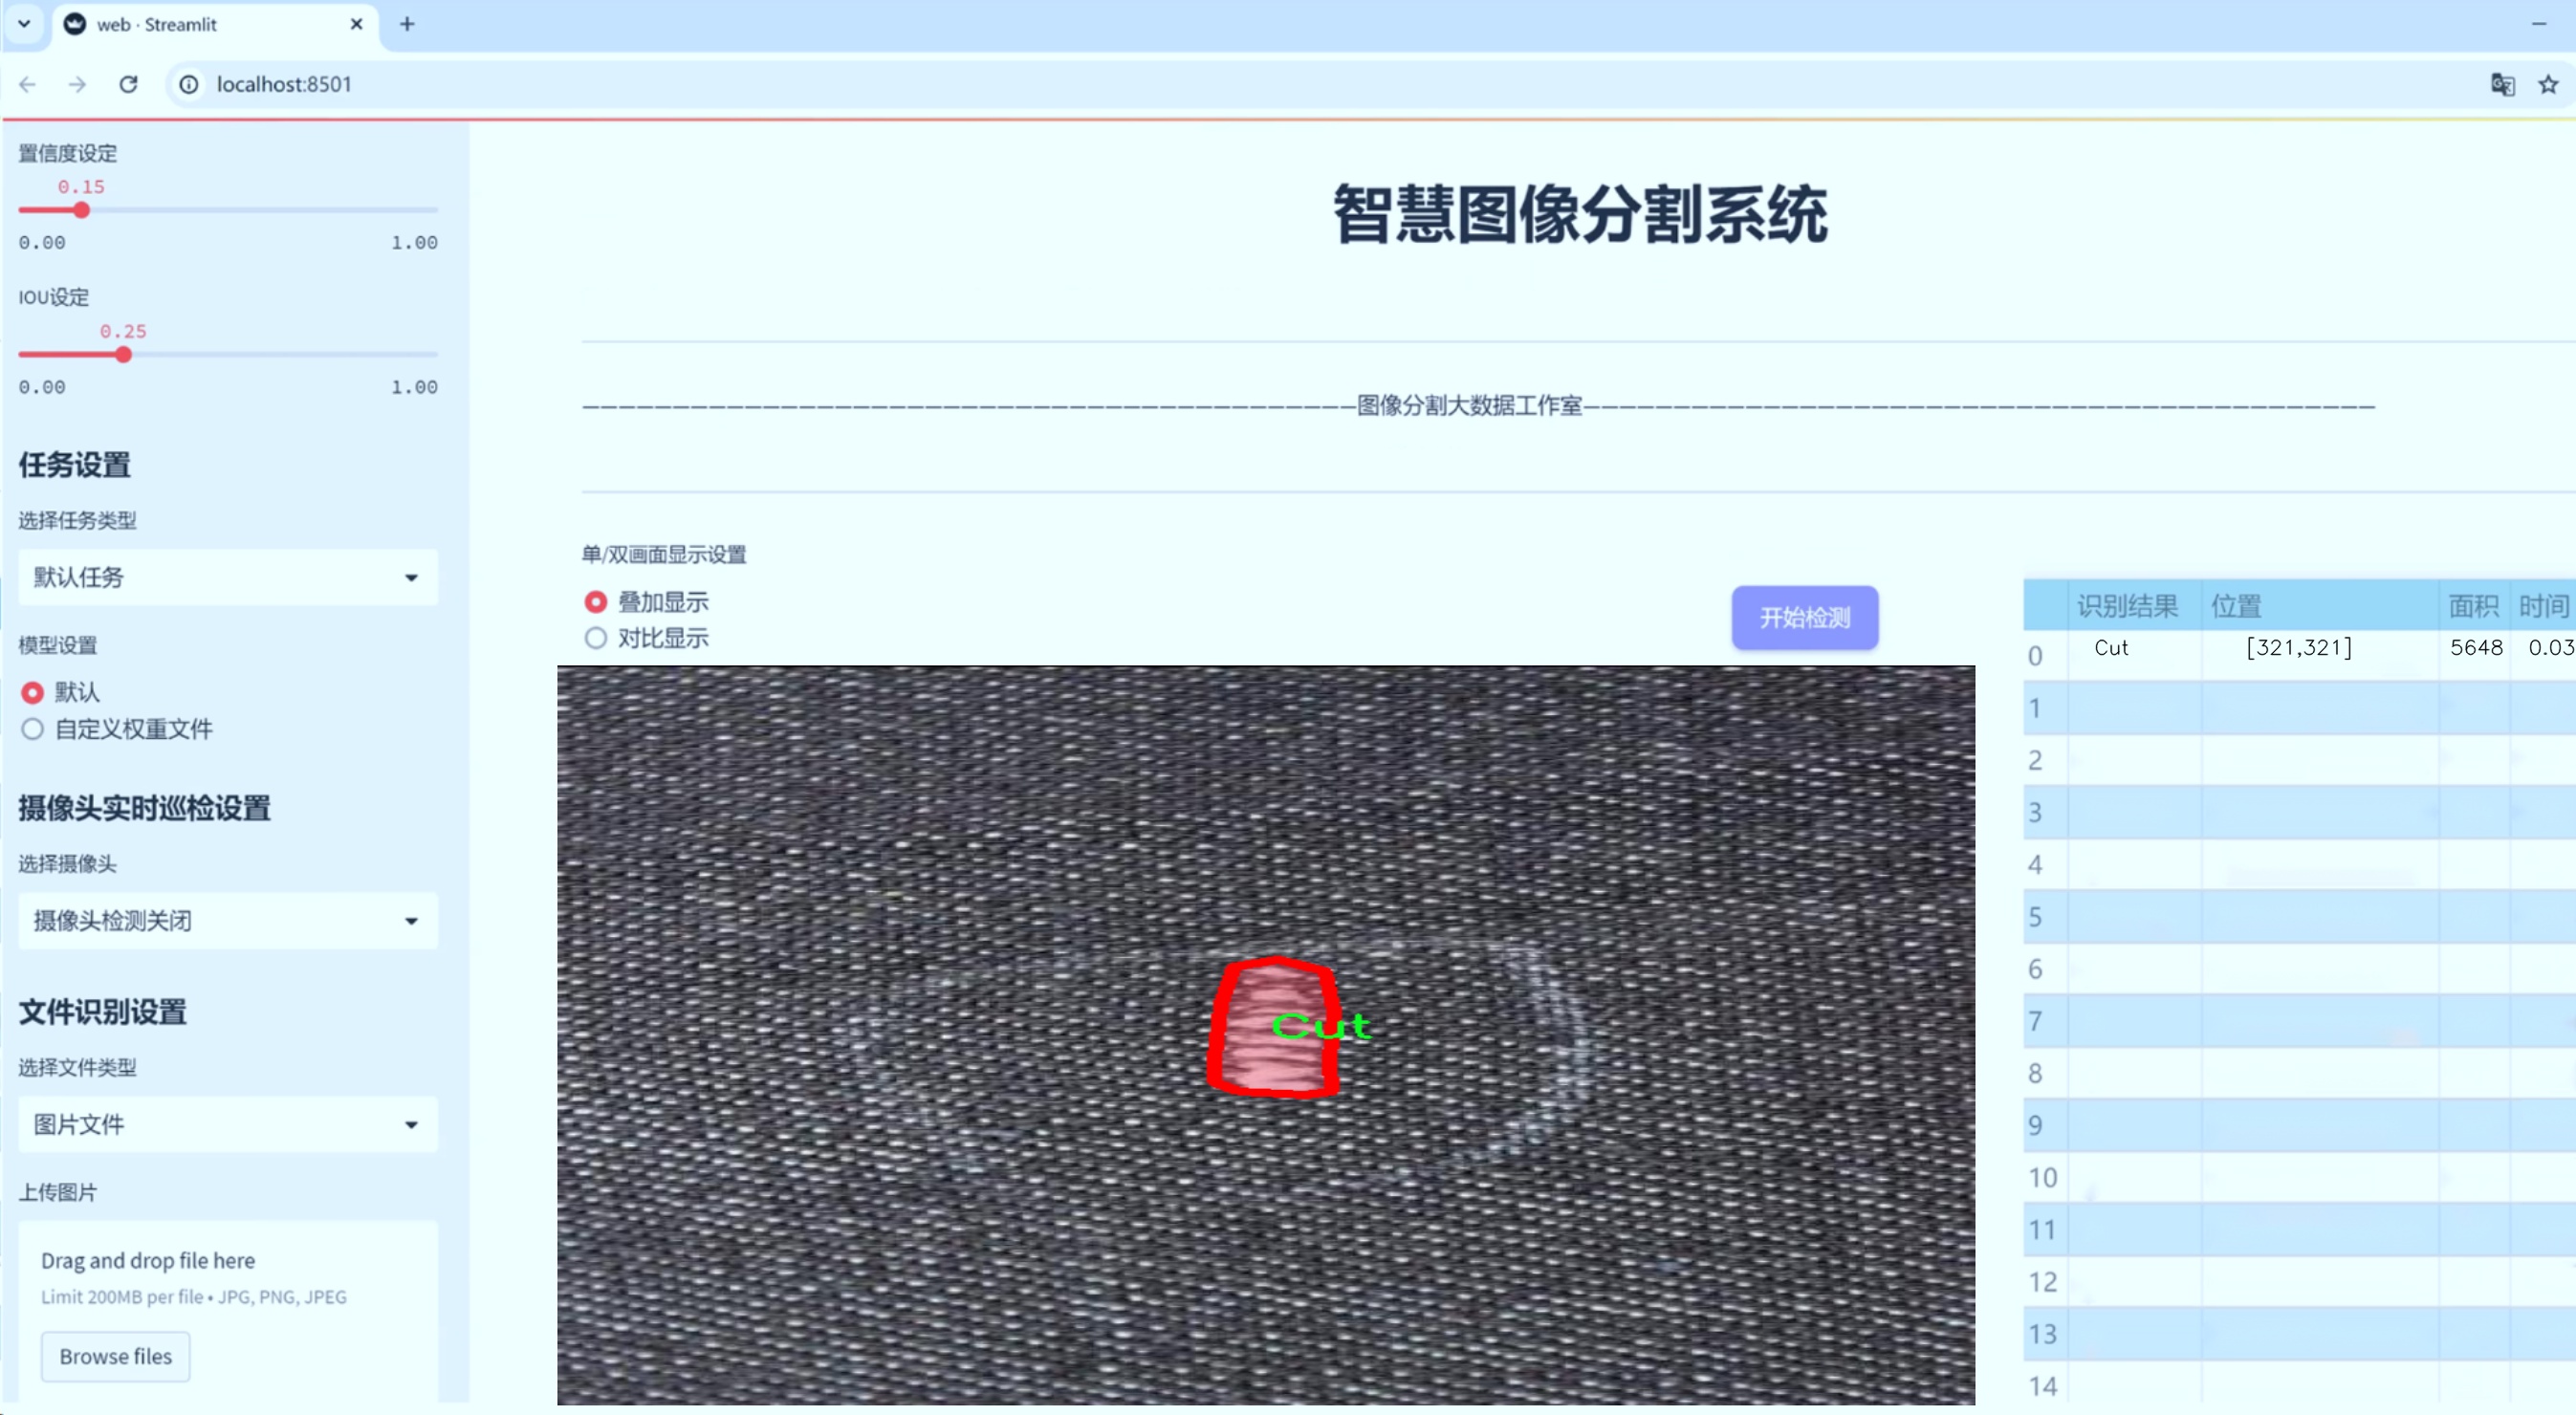 web · Streamlit
localhost:8501
置信度设定
0.15
0.00 1.00
IOU设定
0.25
0.00 1.00
任务设置
选择任务类型
默认任务
模型设置
默认
自定义权重文件
摄像头实时巡检设置
选择摄像头
摄像头检测关闭
文件识别设置
选择文件类型
图片文件
上传图片
Drag and drop file here
Limit 200MB per file • JPG, PNG, JPEG
Browse files
智慧图像分割系统
图像分割大数据工作室
单/双画面显示设置
叠加显示
对比显示
开始检测
Cut
识别结果 位置 面积 时间
0 Cut [321,321] 5648 0.03
1
2
3
4
5
6
7
8
9
10
11
12
13
14